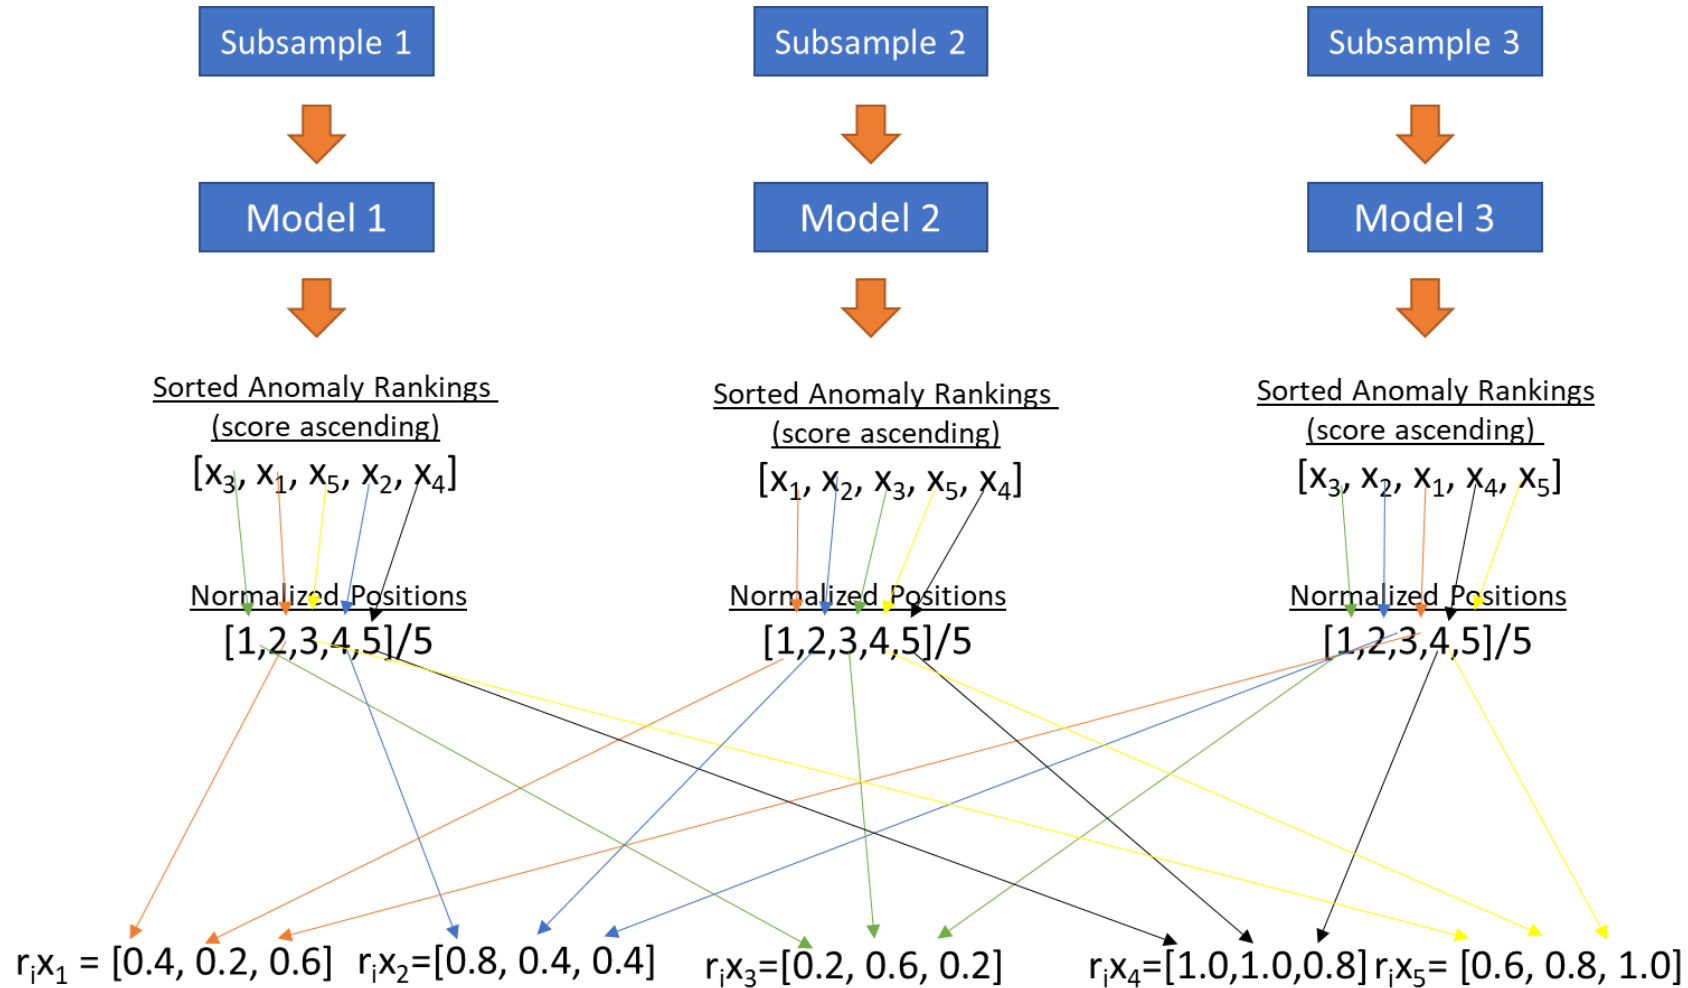 Subsample 1
Subsample 2
Subsample 3
Model 1
Model 2
Model 3
Sorted Anomaly Rankings
(score ascending)
[x₃, x₁, x₅, x₂, x₄]
Sorted Anomaly Rankings
(score ascending)
[x₁, x₂, x₃, x₅, x₄]
Sorted Anomaly Rankings
(score ascending)
[x₃, x₂, x₁, x₄, x₅]
Normalized Positions
[1,2,3,4,5]/5
Normalized Positions
[1,2,3,4,5]/5
Normalized Positions
[1,2,3,4,5]/5
rᵢx₁ = [0.4, 0.2, 0.6]
rᵢx₂=[0.8, 0.4, 0.4]
rᵢx₃=[0.2, 0.6, 0.2]
rᵢx₄=[1.0,1.0,0.8]
rᵢx₅= [0.6, 0.8, 1.0]